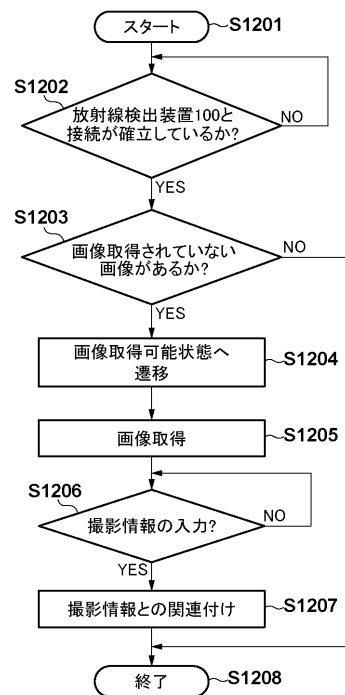 スタート
S1201
S1202
放射線検出装置100と
接続が確立しているか?
NO
YES
S1203
画像取得されていない
画像があるか?
NO
YES
画像取得可能状態へ
遷移
S1204
画像取得
S1205
S1206
撮影情報の入力?
NO
YES
撮影情報との関連付け
S1207
終了
S1208